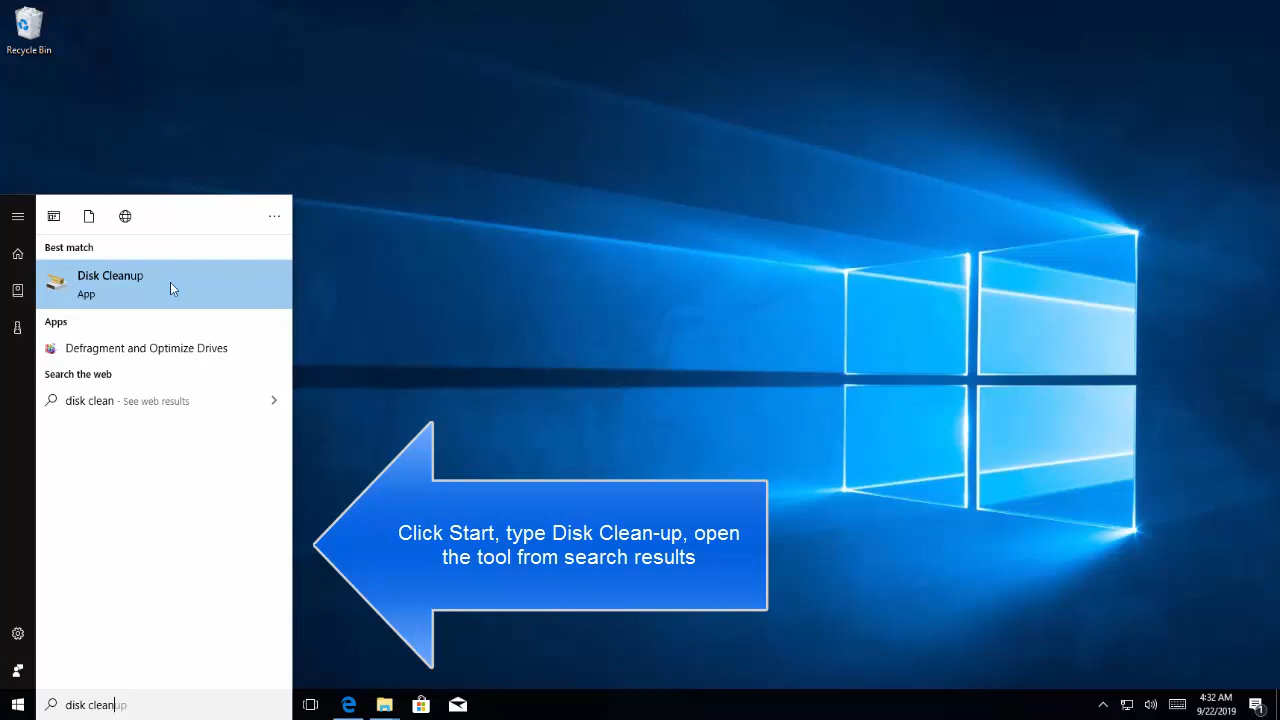 Recycle Bin
Best match
Disk Cleanup
App
Apps
Defragment and Optimize Drives
Search the web
disk clean - See web results
Click Start, type Disk Clean-up, open
the tool from search results
disk cleanup
4:32 AM
9/22/2019
1